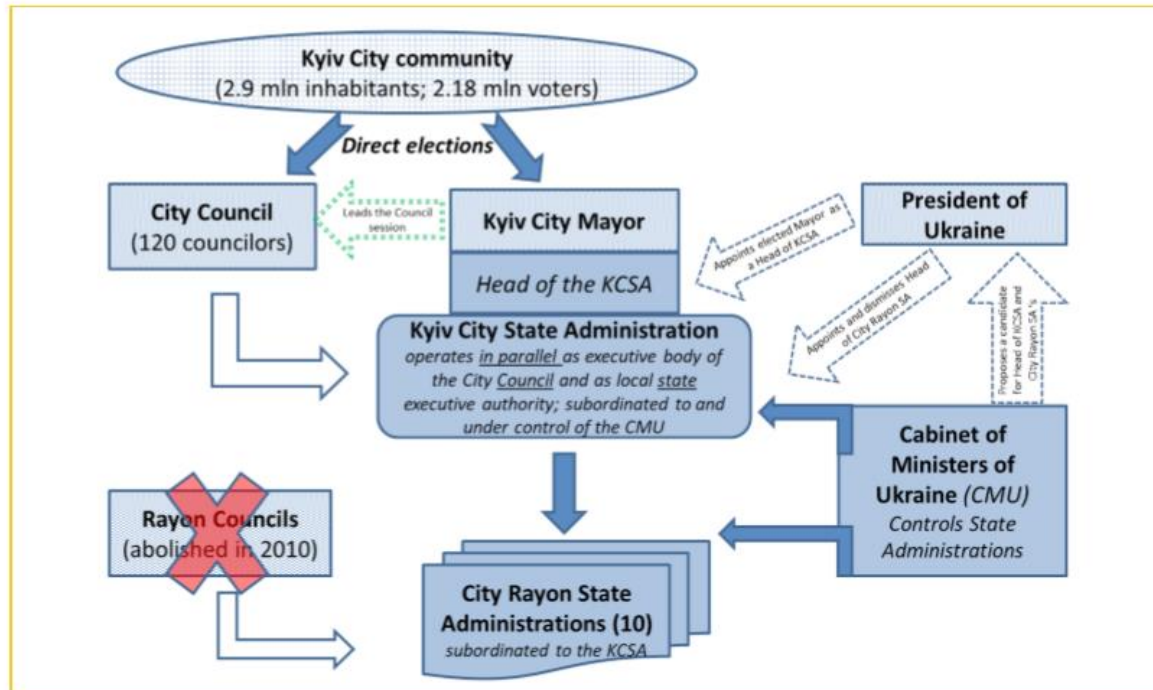 Kyiv City community
(2.9 mln inhabitants; 2.18 mln voters)
Direct elections
City Council
(120 councilors)
Leads the Council
session
Kyiv City Mayor
Head of the KCSA
President of
Ukraine
Appoints elected Mayor as
a Head of KCSA
Appoints and dismisses Head
of City Rayon SA
Proposes a candidate
for Head of KCSA and
City Rayon SA 's
Kyiv City State Administration
operates in parallel as executive body of
the City Council and as local state
executive authority; subordinated to and
under control of the CMU
Cabinet of
Ministers of
Ukraine (CMU)
Controls State
Administrations
Rayon Councils
(abolished in 2010)
City Rayon State
Administrations (10)
subordinated to the KCSA